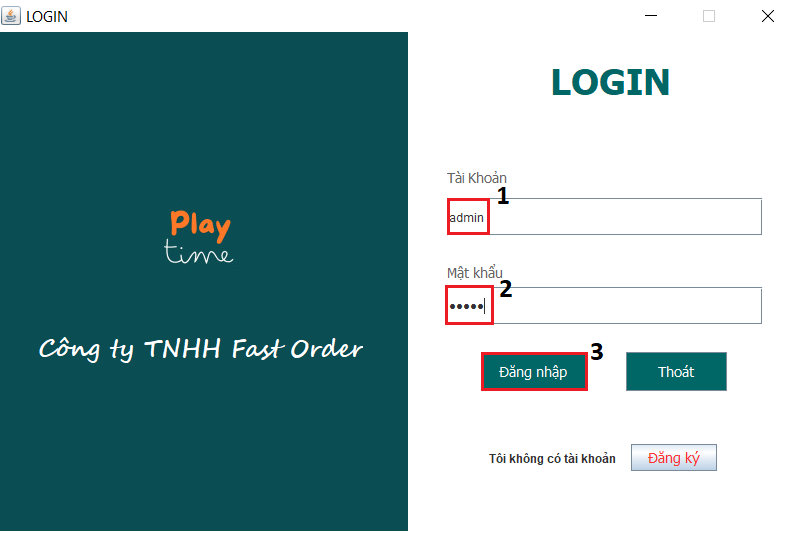 LOGIN
Play
time
Công ty TNHH Fast Order
LOGIN
Tài Khoản
1
admin
Mật khẩu
2
•••••
3
Đăng nhập
Thoát
Tôi không có tài khoản
Đăng ký